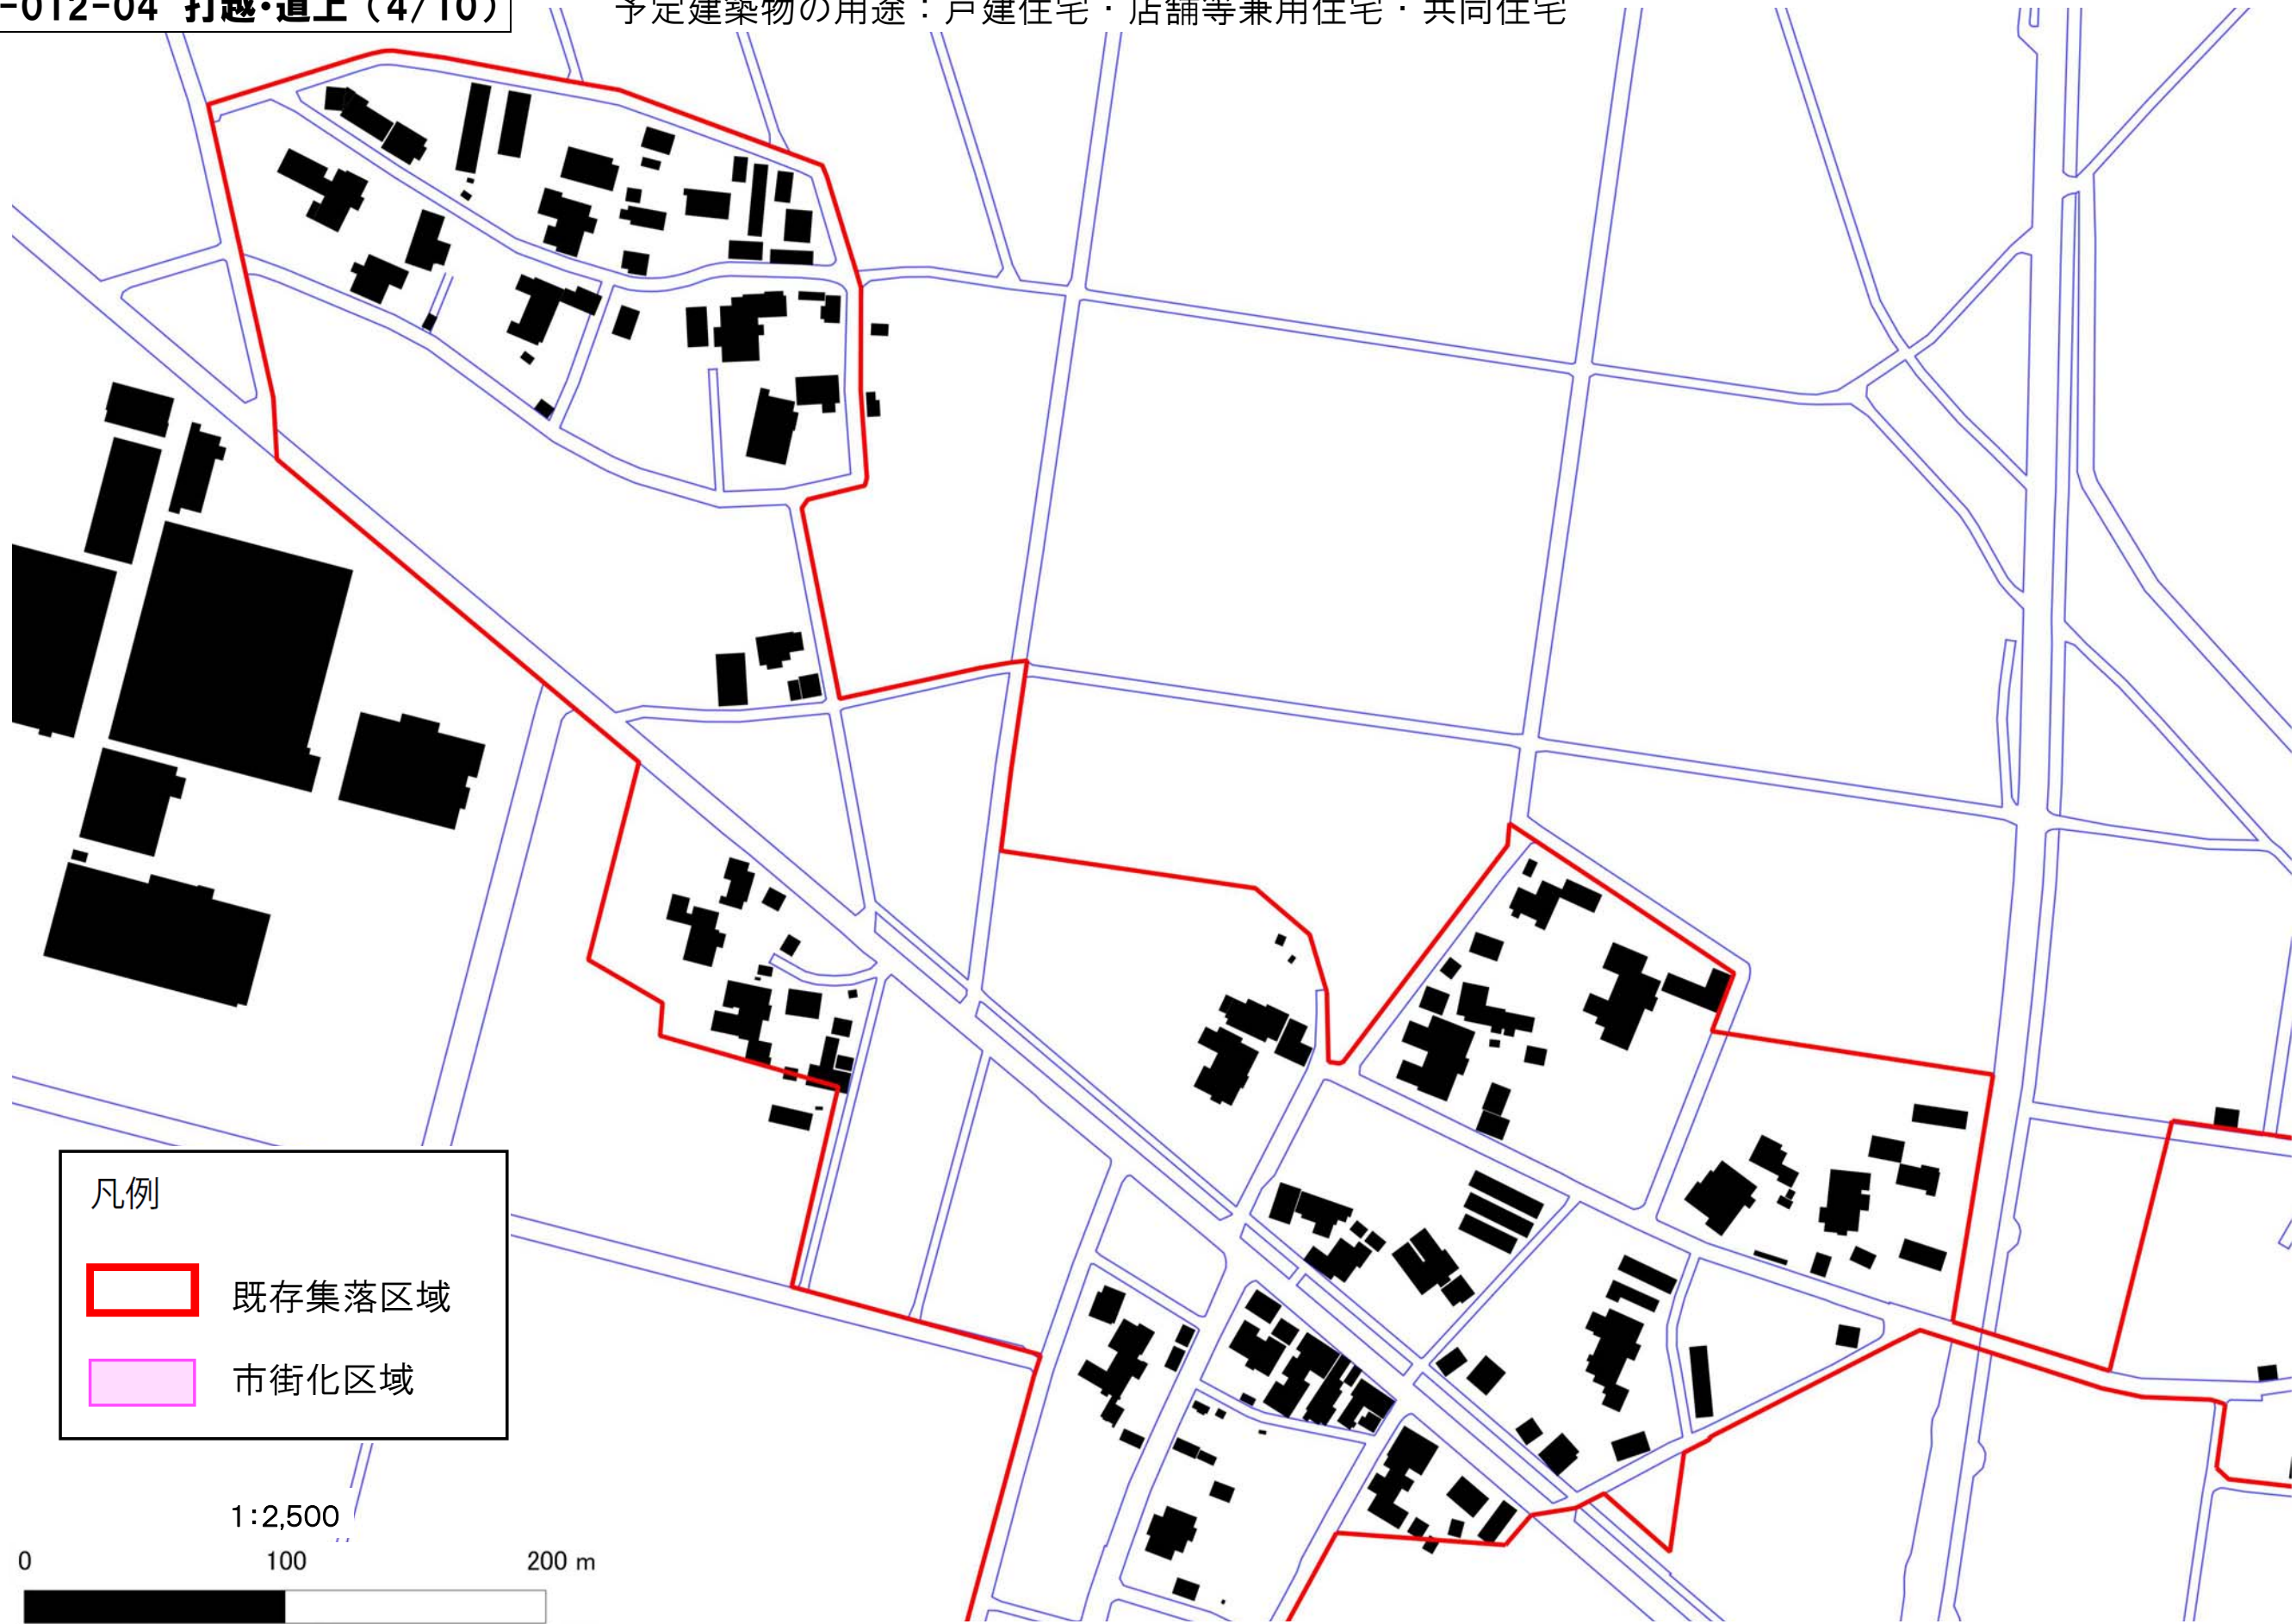 -012-04 打越・道上（4/10）
予定建築物の用途：戸建住宅・店舗等兼用住宅・共同住宅
凡例
既存集落区域
市街化区域
1:2,500
0 100 200 m